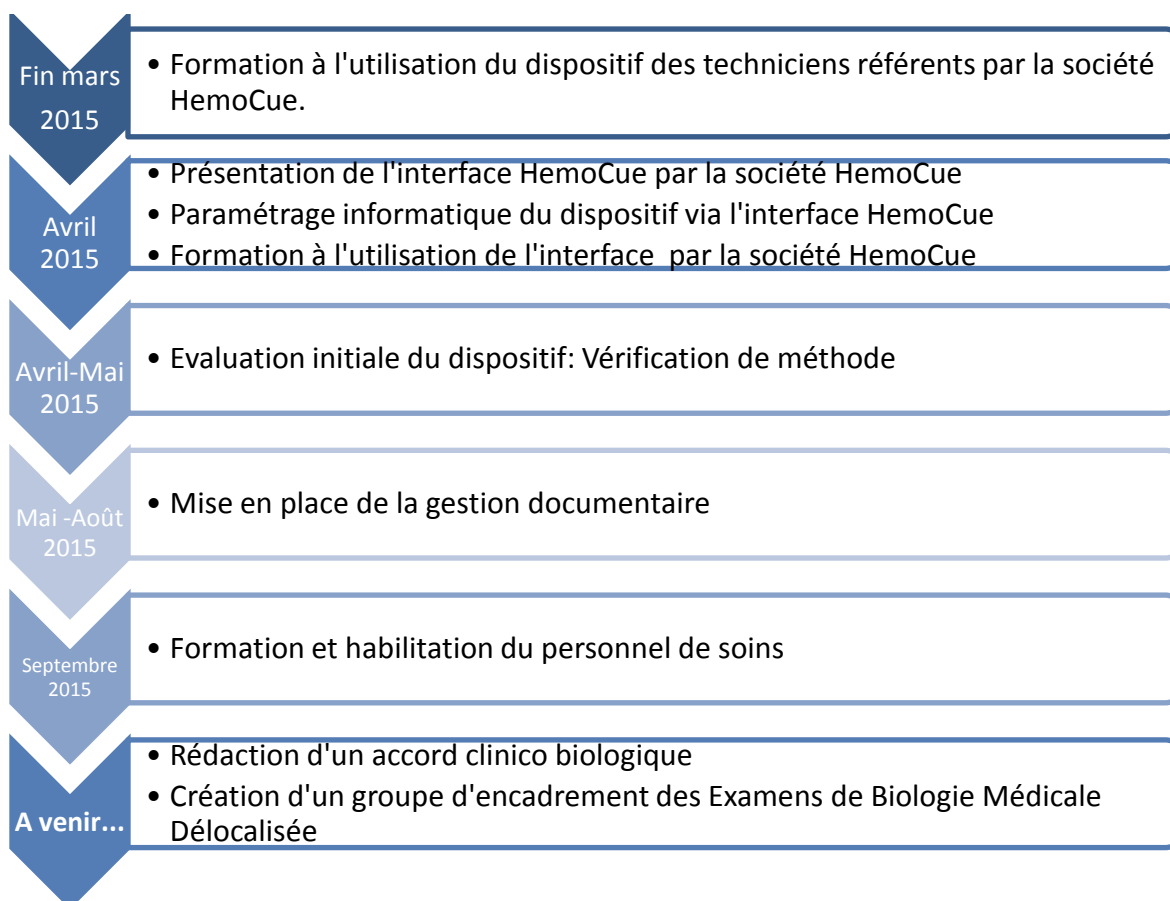 Fin mars
2015
• Formation à l'utilisation du dispositif des techniciens référents par la société
HemoCue.
Avril
2015
• Présentation de l'interface HemoCue par la société HemoCue
• Paramétrage informatique du dispositif via l'interface HemoCue
• Formation à l'utilisation de l'interface  par la société HemoCue
Avril-Mai
2015
• Evaluation initiale du dispositif: Vérification de méthode
Mai -Août
2015
• Mise en place de la gestion documentaire
Septembre
2015
• Formation et habilitation du personnel de soins
A venir...
• Rédaction d'un accord clinico biologique
• Création d'un groupe d'encadrement des Examens de Biologie Médicale
Délocalisée